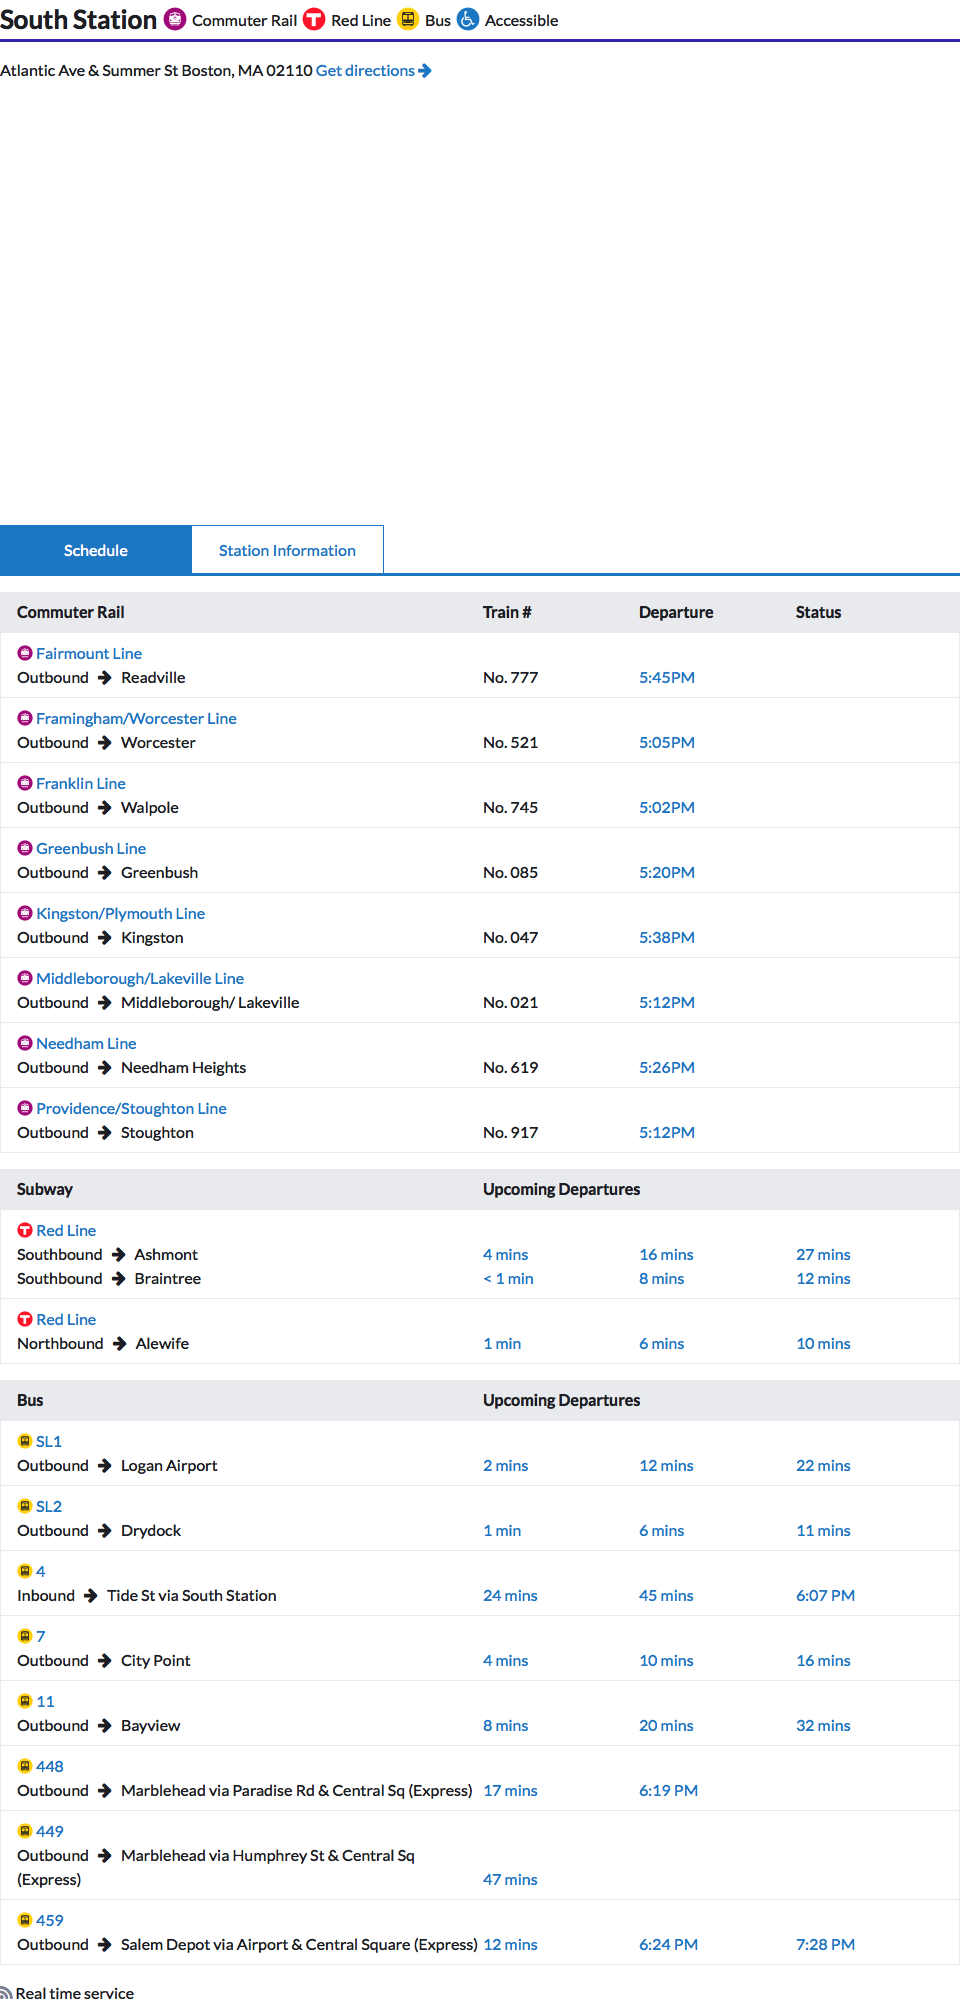 South Station Commuter Rail Red Line Bus Accessible
Atlantic Ave & Summer St Boston, MA 02110 Get directions
Schedule Station Information
Commuter Rail Train # Departure Status
Fairmount Line
Outbound Readville No. 777 5:45PM
Framingham/Worcester Line
Outbound Worcester No. 521 5:05PM
Franklin Line
Outbound Walpole No. 745 5:02PM
Greenbush Line
Outbound Greenbush No. 085 5:20PM
Kingston/Plymouth Line
Outbound Kingston No. 047 5:38PM
Middleborough/Lakeville Line
Outbound Middleborough/ Lakeville No. 021 5:12PM
Needham Line
Outbound Needham Heights No. 619 5:26PM
Providence/Stoughton Line
Outbound Stoughton No. 917 5:12PM
Subway Upcoming Departures
Red Line
Southbound Ashmont 4 mins 16 mins 27 mins
Southbound Braintree < 1 min 8 mins 12 mins
Red Line
Northbound Alewife 1 min 6 mins 10 mins
Bus Upcoming Departures
SL1
Outbound Logan Airport 2 mins 12 mins 22 mins
SL2
Outbound Drydock 1 min 6 mins 11 mins
4
Inbound Tide St via South Station 24 mins 45 mins 6:07 PM
7
Outbound City Point 4 mins 10 mins 16 mins
11
Outbound Bayview 8 mins 20 mins 32 mins
448
Outbound Marblehead via Paradise Rd & Central Sq (Express) 17 mins 6:19 PM
449
Outbound Marblehead via Humphrey St & Central Sq
(Express) 47 mins
459
Outbound Salem Depot via Airport & Central Square (Express) 12 mins 6:24 PM 7:28 PM
Real time service